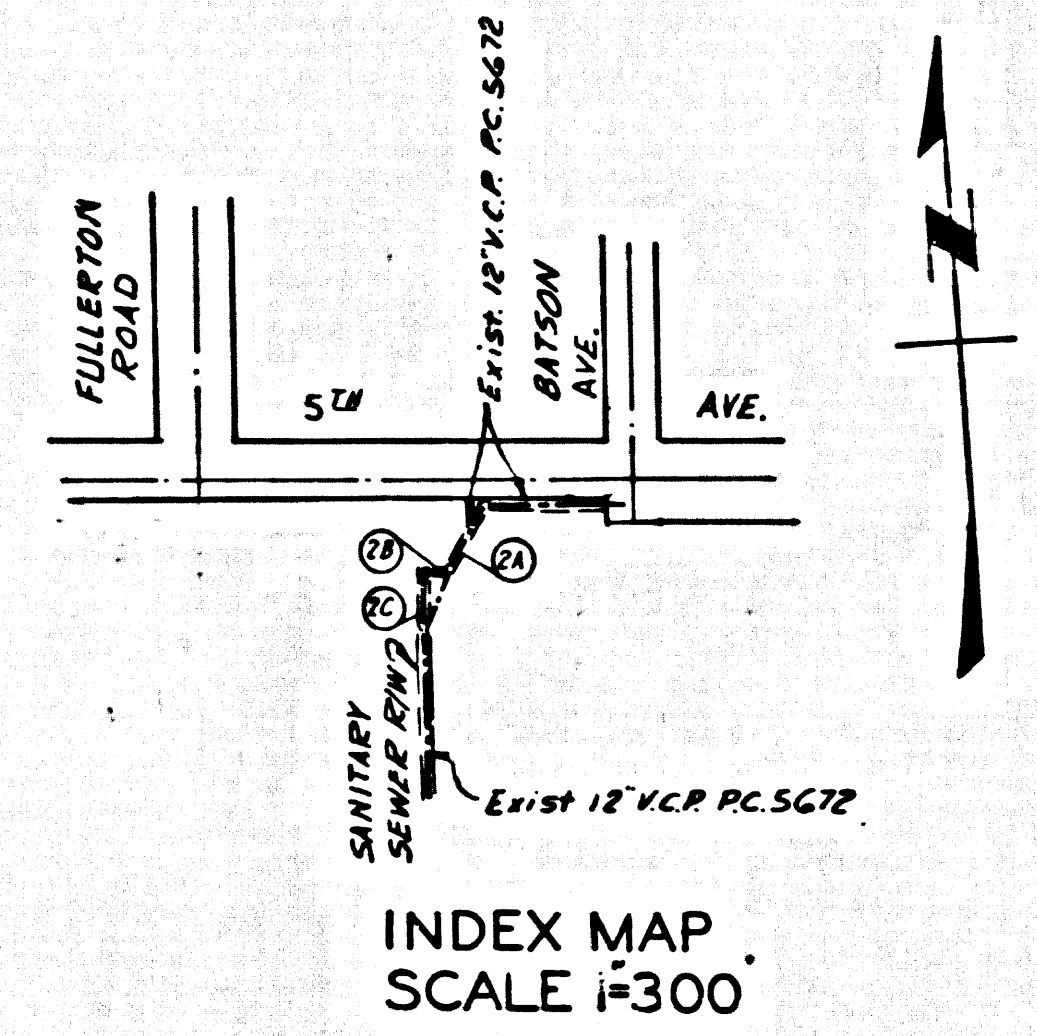 Exist. 12" V.C.P. P.C. 5672
FULLERTON
ROAD
BATSON
AVE.
5TH
AVE.
N
2B
2A
2C
SANITARY
SEWER R/W
Exist 12" V.C.P. P.C. 5672
INDEX MAP
SCALE 1"=300'